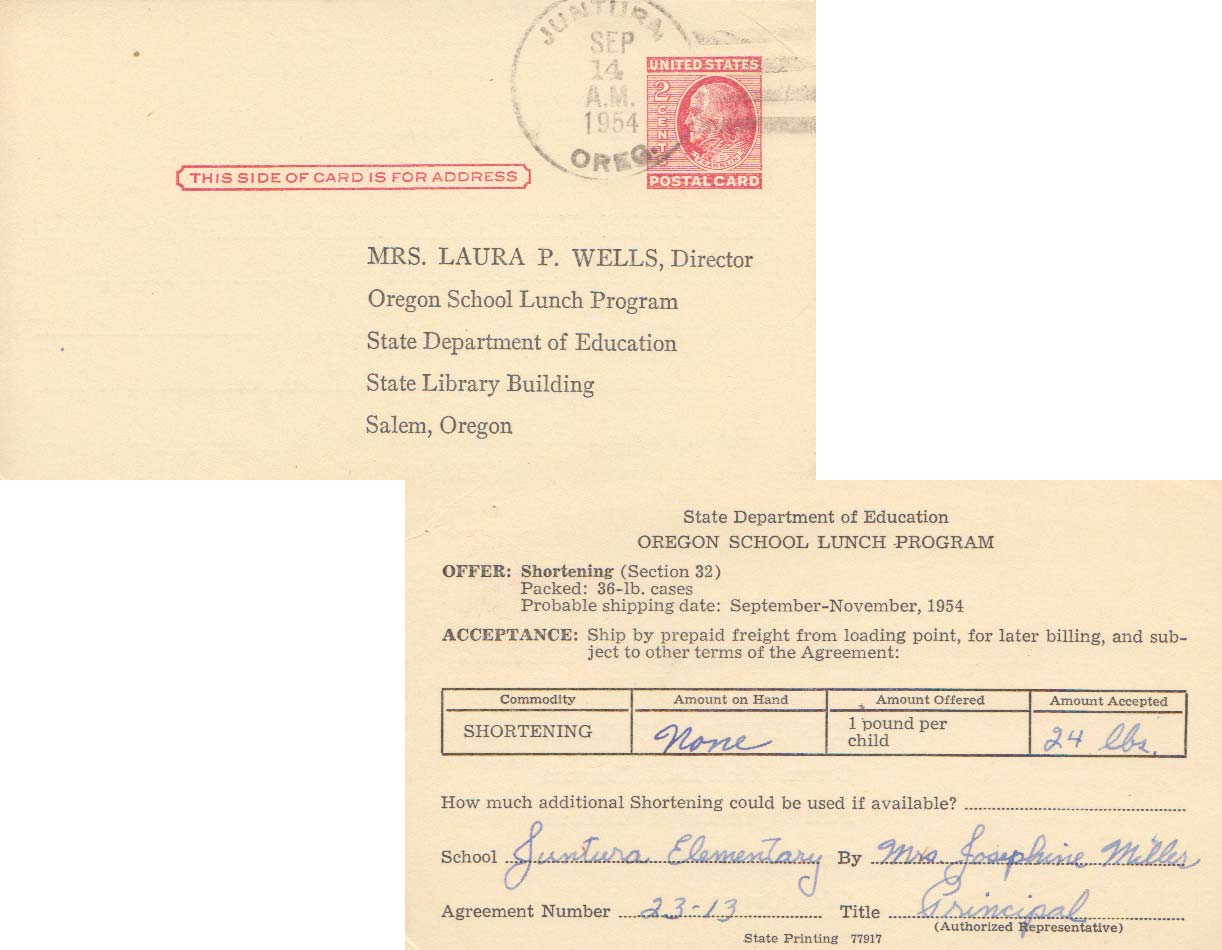 JUNTURA,
SEP
14
A.M.
1954
OREG.
UNITED STATES
2
CENT
FRANKLIN
POSTAL CARD
THIS SIDE OF CARD IS FOR ADDRESS
MRS. LAURA P. WELLS, Director
Oregon School Lunch Program
State Department of Education
State Library Building
Salem, Oregon
State Department of Education
OREGON SCHOOL LUNCH PROGRAM
OFFER: Shortening (Section 32)
Packed: 36-lb. cases
Probable shipping date: September-November, 1954
ACCEPTANCE: Ship by prepaid freight from loading point, for later billing, and sub-
ject to other terms of the Agreement:
Commodity Amount on Hand Amount Offered Amount Accepted
SHORTENING None 1 pound per child 24 lbs.
How much additional Shortening could be used if available?
School Juntura Elementary By Mrs Josephine Miller
Agreement Number 23-13 Title Principal
(Authorized Representative)
State Printing 77917